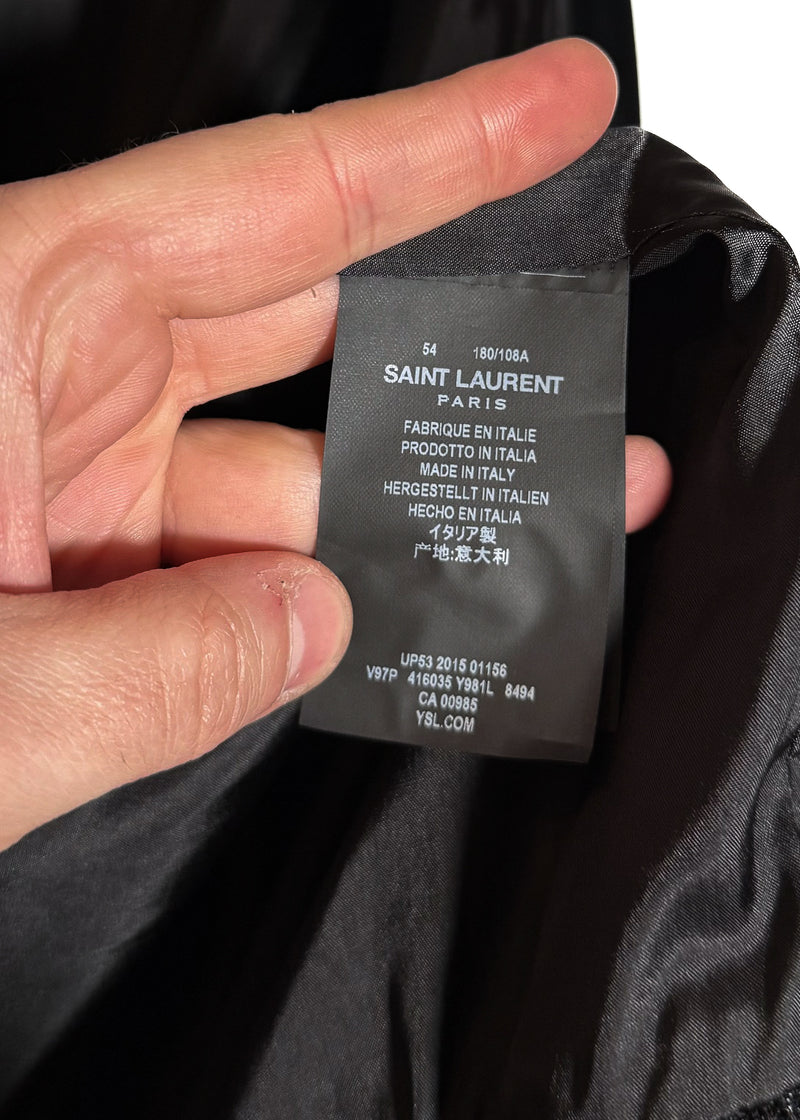 54 180/108A
SAINT LAURENT
PARIS
FABRIQUE EN ITALIE
PRODOTTO IN ITALIA
MADE IN ITALY
HERGESTELLT IN ITALIEN
HECHO EN ITALIA
イタリア製
产地:意大利
UP53 2015 01156
V97P 416035 Y981L 8494
CA 00985
YSL.COM